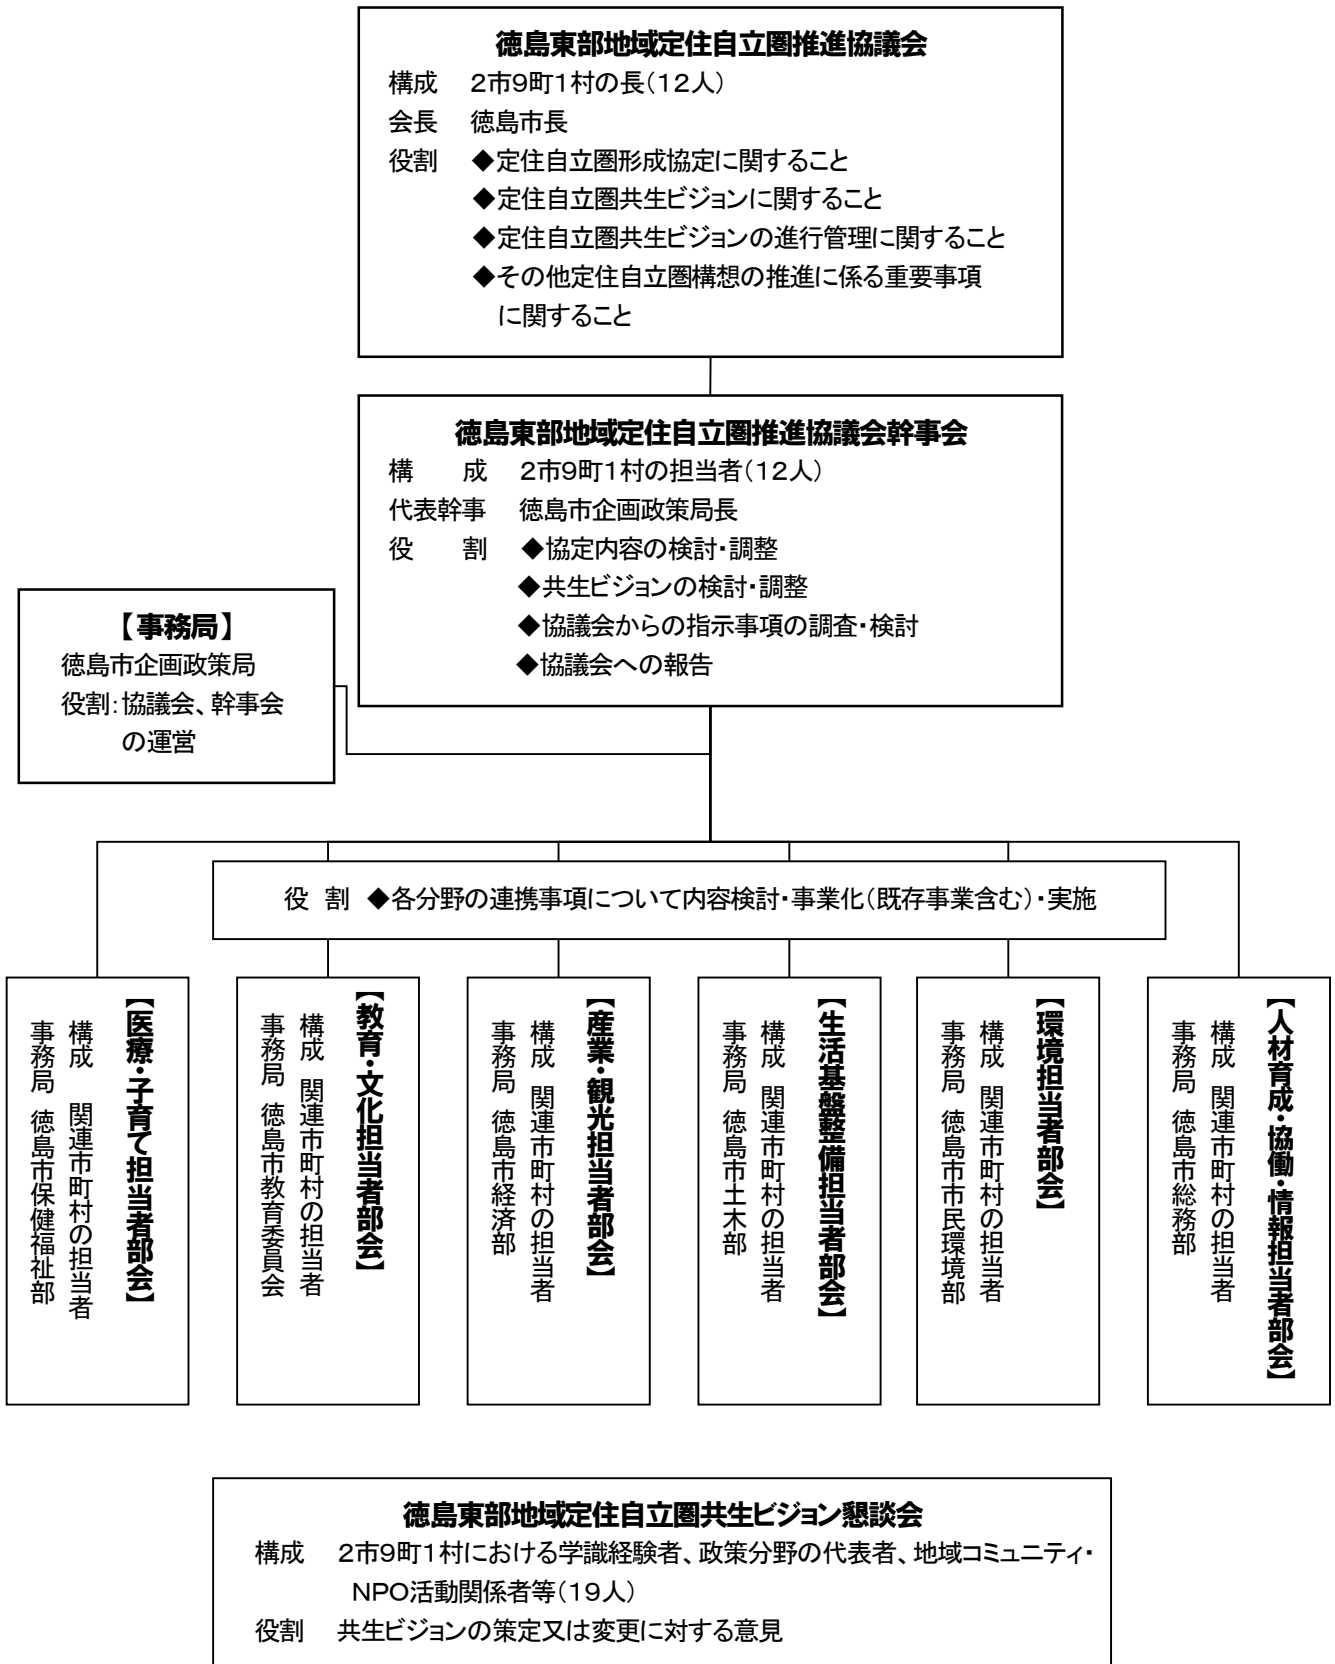 徳島東部地域定住自立圏推進協議会
構成 2市9町1村の長(12人)
会長 徳島市長
役割 ◆定住自立圏形成協定に関すること
◆定住自立圏共生ビジョンに関すること
◆定住自立圏共生ビジョンの進行管理に関すること
◆その他定住自立圏構想の推進に係る重要事項
に関すること
徳島東部地域定住自立圏推進協議会幹事会
構 成 2市9町1村の担当者(12人)
代表幹事 徳島市企画政策局長
役 割 ◆協定内容の検討・調整
◆共生ビジョンの検討・調整
◆協議会からの指示事項の調査・検討
◆協議会への報告
【事務局】
徳島市企画政策局
役割:協議会、幹事会
の運営
役 割 ◆各分野の連携事項について内容検討・事業化(既存事業含む)・実施
【医療・子育て担当者部会】
構成 関連市町村の担当者
事務局 徳島市保健福祉部
【教育・文化担当者部会】
構成 関連市町村の担当者
事務局 徳島市教育委員会
【産業・観光担当者部会】
構成 関連市町村の担当者
事務局 徳島市経済部
【生活基盤整備担当者部会】
構成 関連市町村の担当者
事務局 徳島市土木部
【環境担当者部会】
構成 関連市町村の担当者
事務局 徳島市市民環境部
【人材育成・協働・情報担当者部会】
構成 関連市町村の担当者
事務局 徳島市総務部
徳島東部地域定住自立圏共生ビジョン懇談会
構成 2市9町1村における学識経験者、政策分野の代表者、地域コミュニティ・
NPO活動関係者等(19人)
役割 共生ビジョンの策定又は変更に対する意見